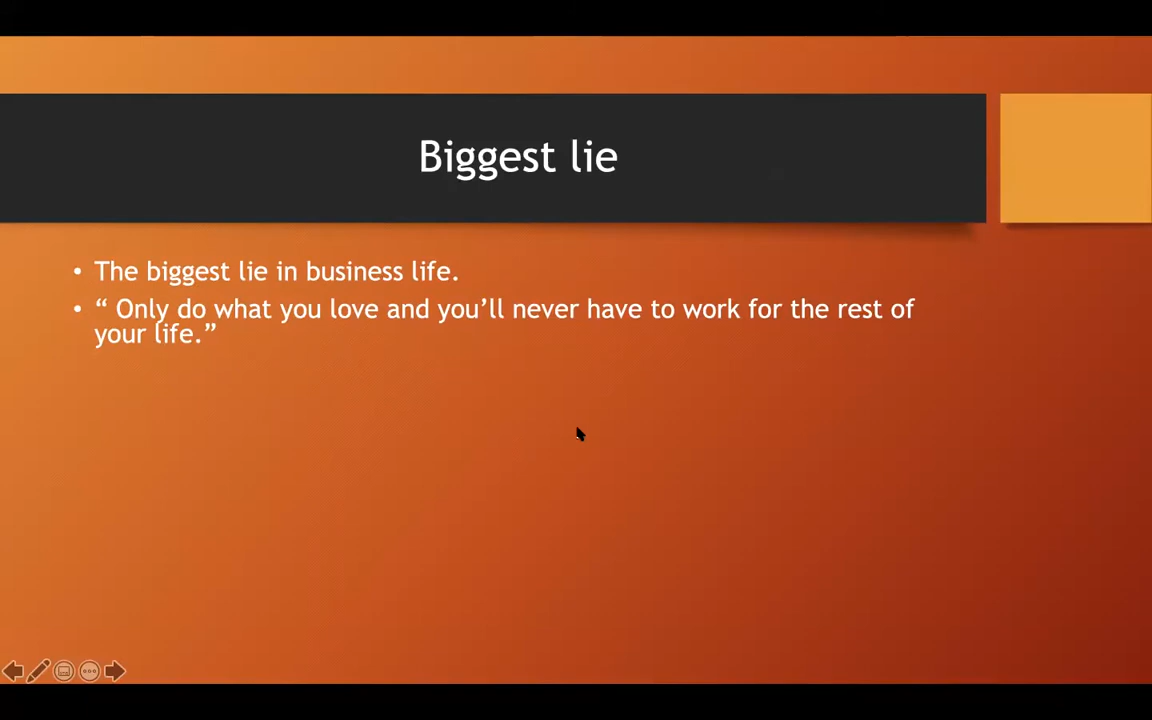 Biggest lie
• The biggest lie in business life.
• “ Only do what you love and you’ll never have to work for the rest of
your life.”